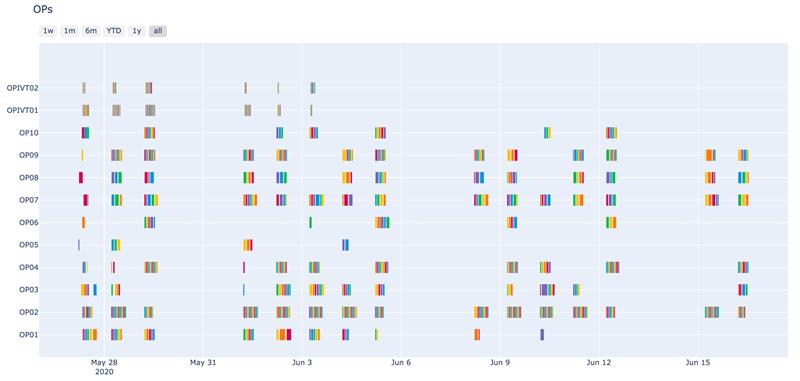 OPs
1w 1m 6m YTD 1y all
OPIVT02
OPIVT01
OP10
OP09
OP08
OP07
OP06
OP05
OP04
OP03
OP02
OP01
May 28 May 31 Jun 3 Jun 6 Jun 9 Jun 12 Jun 15
2020